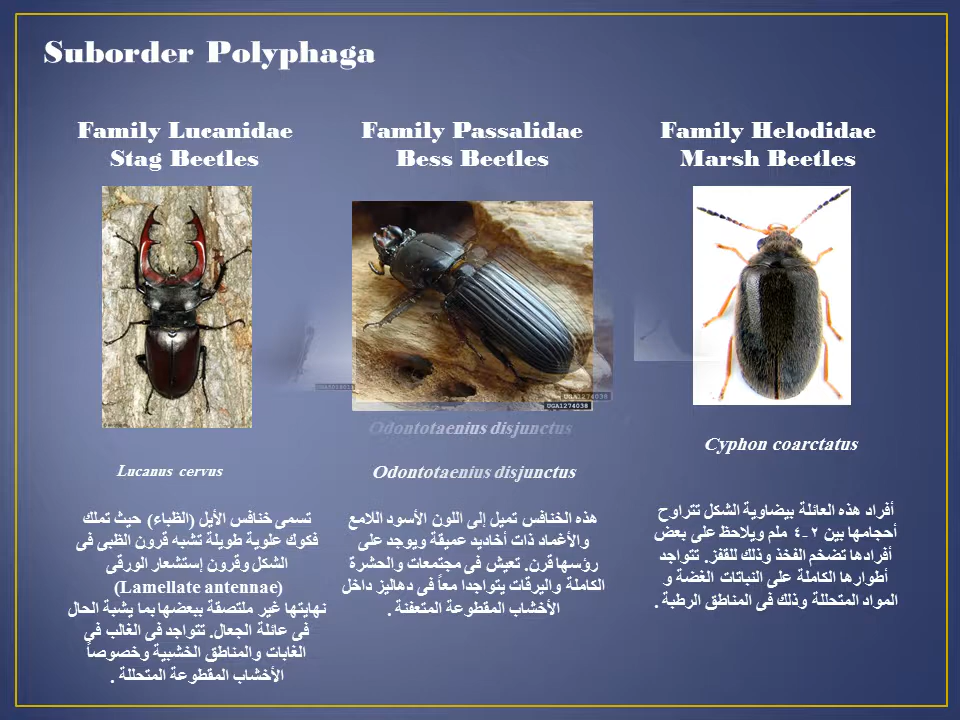 Suborder Polyphaga
Family Lucanidae
Stag Beetles
Lucanus cervus
تسمى خنافس الأيل (الظباء) حيث تملك
فكوك علوية طويلة تشبه قرون الظبى فى
الشكل وقرون إستشعار الورقى
(Lamellate antennae)
نهايتها غير ملتصقة ببعضها بما يشبة الحال
فى عائلة الجعال. تتواجد فى الغالب في
الغابات والمناطق الخشبية وخصوصاً
الأخشاب المقطوعة المتحللة .
Family Passalidae
Bess Beetles
UGA1274038
UGA1274038
Odontotaenius disjunctus
Odontotaenius disjunctus
هذه الخنافس تميل إلى اللون الأسود اللامع
والأغماد ذات أخاديد عميقة ويوجد على
رؤسها قرن. تعيش فى مجتمعات والحشرة
الكاملة واليرقات يتواجدا معاً فى دهاليز داخل
الأخشاب المقطوعة المتعفنة .
Family Helodidae
Marsh Beetles
Cyphon coarctatus
أفراد هذه العائلة بيضاوية الشكل تتراوح
أحجامها بين ٢-٤ ملم ويلاحظ على بعض
أفرادها تضخم الفخذ وذلك للقفز. تتواجد
أطوارها الكاملة على النباتات الغضة و
المواد المتحللة وذلك فى المناطق الرطبة .